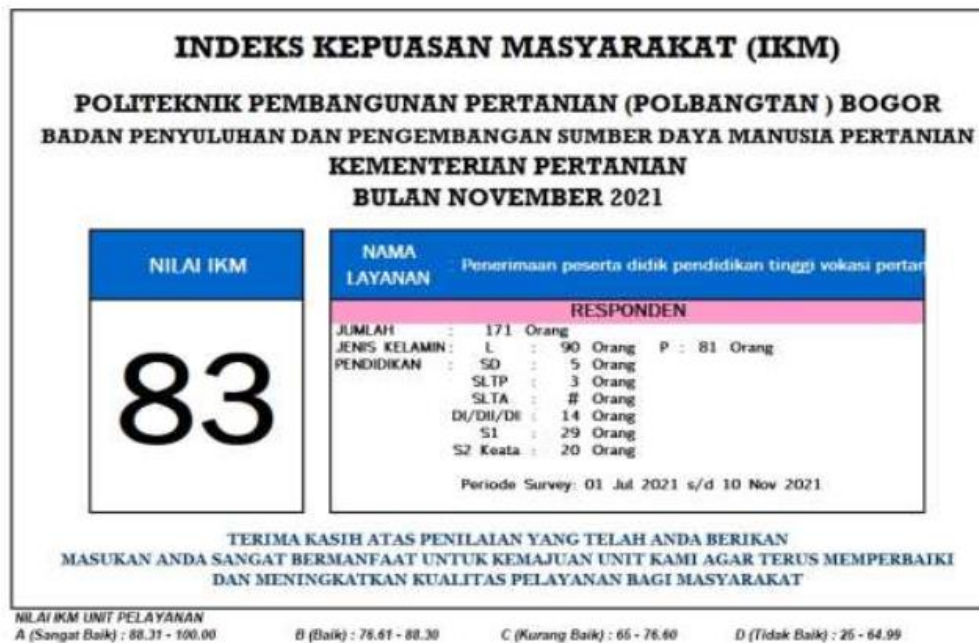 INDEKS KEPUASAN MASYARAKAT (IKM)
POLITEKNIK PEMBANGUNAN PERTANIAN (POLBANGTAN ) BOGOR
BADAN PENYULUHAN DAN PENGEMBANGAN SUMBER DAYA MANUSIA PERTANIAN
KEMENTERIAN PERTANIAN
BULAN NOVEMBER 2021
NILAI IKM
83
NAMA LAYANAN : Penerimaan peserta didik pendidikan tinggi vokasi pertan
RESPONDEN
JUMLAH : 171 Orang
JENIS KELAMIN : L : 90 Orang P : 81 Orang
PENDIDIKAN : SD : 5 Orang
SLTP : 3 Orang
SLTA : # Orang
DI/DII/DI : 14 Orang
S1 : 29 Orang
S2 Keata : 20 Orang
Periode Survey: 01 Jul 2021 s/d 10 Nov 2021
TERIMA KASIH ATAS PENILAIAN YANG TELAH ANDA BERIKAN
MASUKAN ANDA SANGAT BERMANFAAT UNTUK KEMAJUAN UNIT KAMI AGAR TERUS MEMPERBAIKI
DAN MENINGKATKAN KUALITAS PELAYANAN BAGI MASYARAKAT
NILAI IKM UNIT PELAYANAN
A (Sangat Baik) : 88.31 - 100.00 B (Baik) : 76.61 - 88.30 C (Kurang Baik) : 65 - 76.60 D (Tidak Baik) : 25 - 64.99